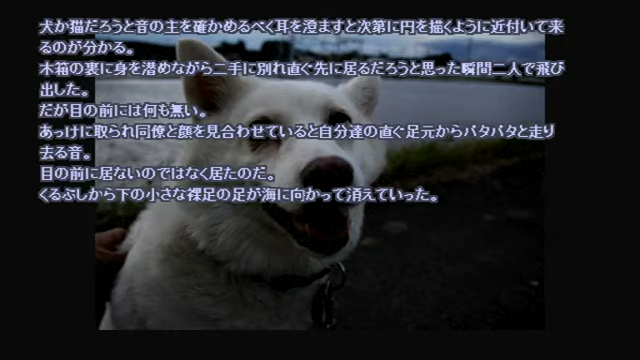 犬か猫だろうと音の主を確かめるべく耳を澄ますと次第に円を描くように近付いて来
るのが分かる。
木箱の裏に身を潜めながら二手に別れ直ぐ先に居るだろうと思った瞬間二人で飛び
出した。
だが目の前には何も無い。
あっけに取られ同僚と顔を見合わせていると自分達の直ぐ足元からパタパタと走り
去る音。
目の前に居ないのではなく居たのだ。
くるぶしから下の小さな裸足の足が海に向かって消えていった。